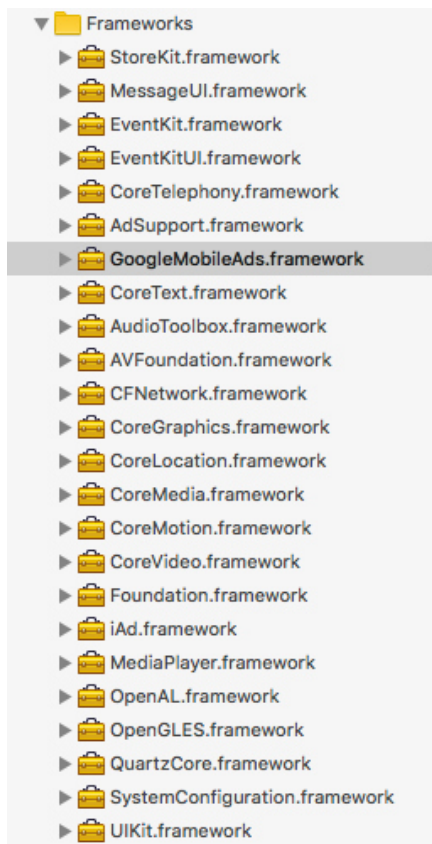 Frameworks
StoreKit.framework
MessageUI.framework
EventKit.framework
EventKitUI.framework
CoreTelephony.framework
AdSupport.framework
GoogleMobileAds.framework
CoreText.framework
AudioToolbox.framework
AVFoundation.framework
CFNetwork.framework
CoreGraphics.framework
CoreLocation.framework
CoreMedia.framework
CoreMotion.framework
CoreVideo.framework
Foundation.framework
iAd.framework
MediaPlayer.framework
OpenAL.framework
OpenGLES.framework
QuartzCore.framework
SystemConfiguration.framework
UIKit.framework